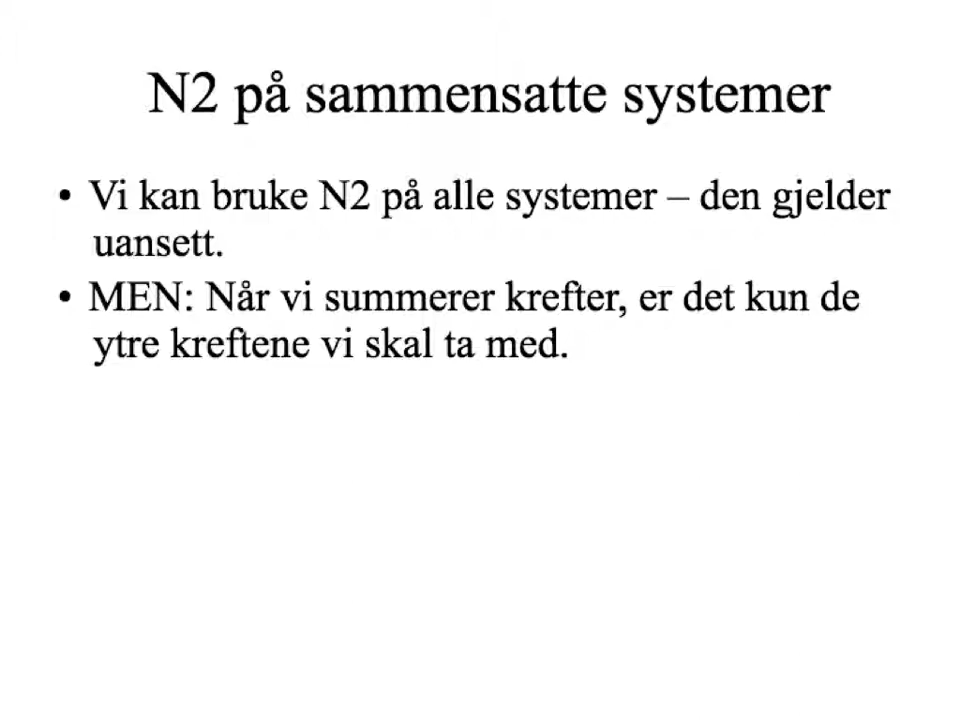 N2 på sammensatte systemer
• Vi kan bruke N2 på alle systemer – den gjelder
uansett.
• MEN: Når vi summerer krefter, er det kun de
ytre kreftene vi skal ta med.